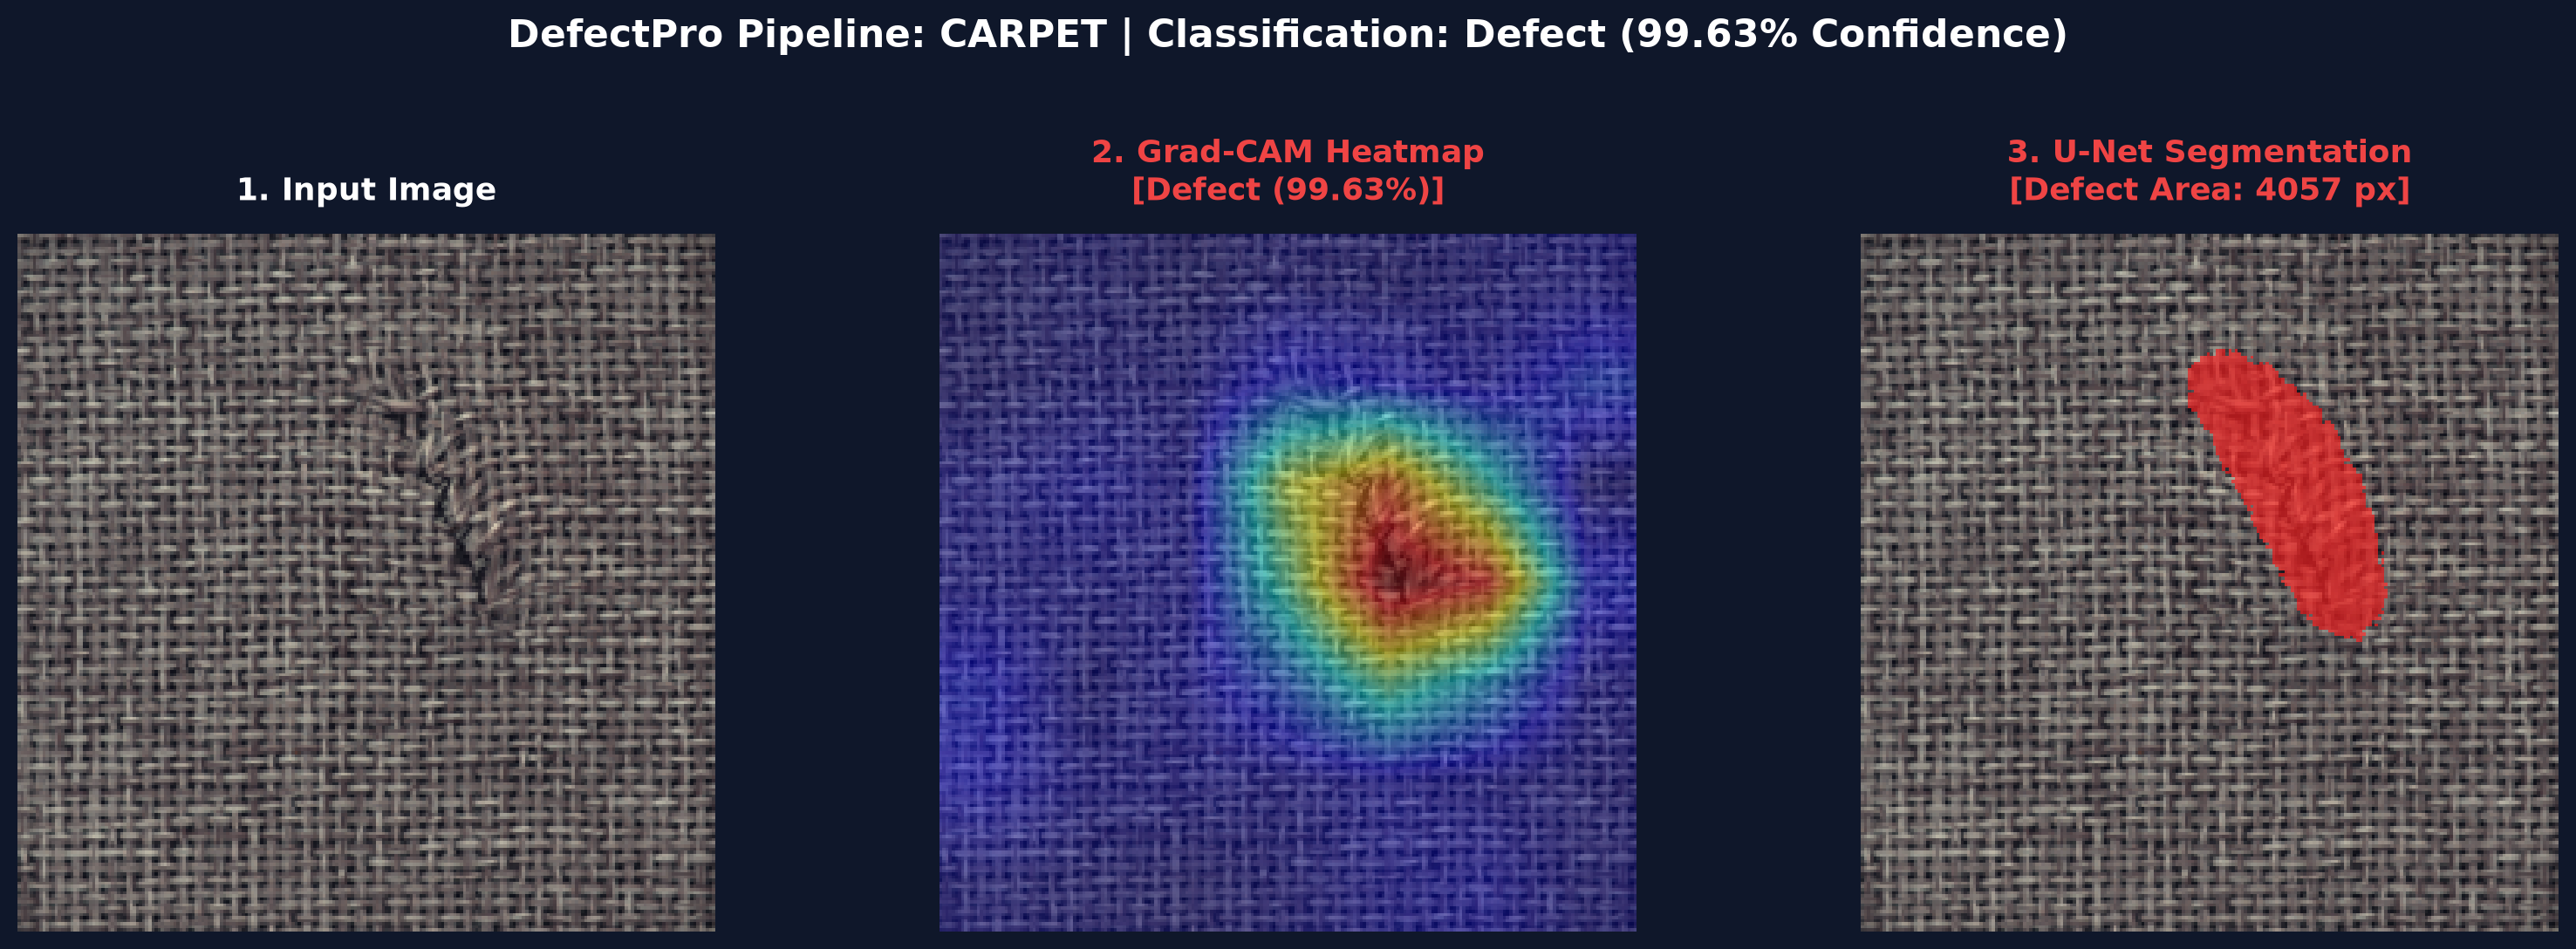 DefectPro Pipeline: CARPET | Classification: Defect (99.63% Confidence)
1. Input Image
2. Grad-CAM Heatmap
[Defect (99.63%)]
3. U-Net Segmentation
[Defect Area: 4057 px]